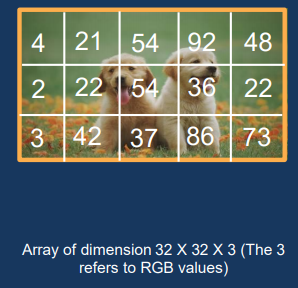 4 21 54 92 48
2 22 54 36 22
3 42 37 86 73
Array of dimension 32 X 32 X 3 (The 3
refers to RGB values)